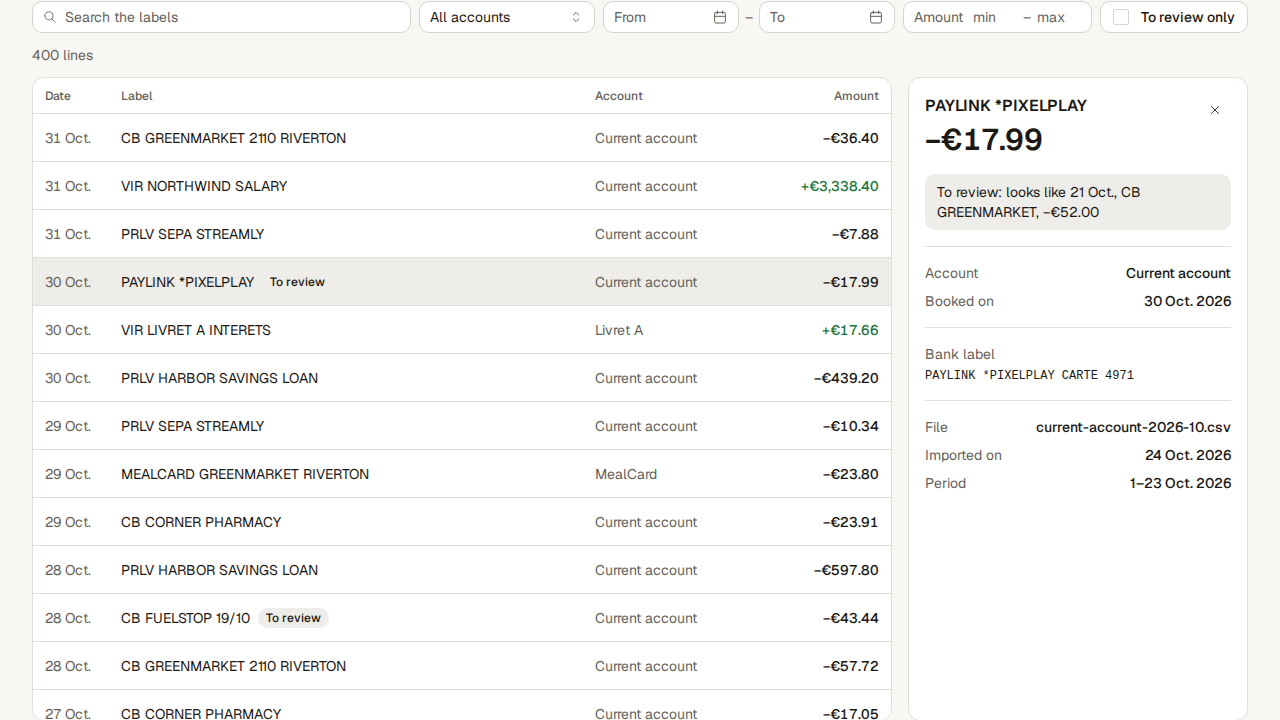 Search the labels
All accounts
From
–
To
Amount min – max
To review only
400 lines
Date Label Account Amount
31 Oct. CB GREENMARKET 2110 RIVERTON Current account −€36.40
31 Oct. VIR NORTHWIND SALARY Current account +€3,338.40
31 Oct. PRLV SEPA STREAMLY Current account −€7.88
30 Oct. PAYLINK *PIXELPLAY To review Current account −€17.99
30 Oct. VIR LIVRET A INTERETS Livret A +€17.66
30 Oct. PRLV HARBOR SAVINGS LOAN Current account −€439.20
29 Oct. PRLV SEPA STREAMLY Current account −€10.34
29 Oct. MEALCARD GREENMARKET RIVERTON MealCard −€23.80
29 Oct. CB CORNER PHARMACY Current account −€23.91
28 Oct. PRLV HARBOR SAVINGS LOAN Current account −€597.80
28 Oct. CB FUELSTOP 19/10 To review Current account −€43.44
28 Oct. CB GREENMARKET 2110 RIVERTON Current account −€57.72
27 Oct. CB CORNER PHARMACY Current account −€17.05
PAYLINK *PIXELPLAY
−€17.99
To review: looks like 21 Oct., CB
GREENMARKET, −€52.00
Account Current account
Booked on 30 Oct. 2026
Bank label
PAYLINK *PIXELPLAY CARTE 4971
File current-account-2026-10.csv
Imported on 24 Oct. 2026
Period 1–23 Oct. 2026